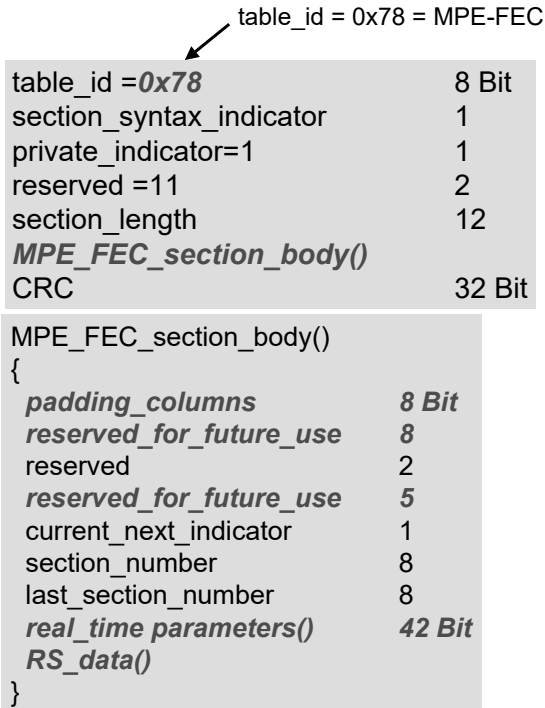 table_id = 0x78 = MPE-FEC
table_id =0x78 8 Bit
section_syntax_indicator 1
private_indicator=1 1
reserved =11 2
section_length 12
MPE_FEC_section_body()
CRC 32 Bit
MPE_FEC_section_body()
{
padding_columns 8 Bit
reserved_for_future_use 8
reserved 2
reserved_for_future_use 5
current_next_indicator 1
section_number 8
last_section_number 8
real_time parameters() 42 Bit
RS_data()
}